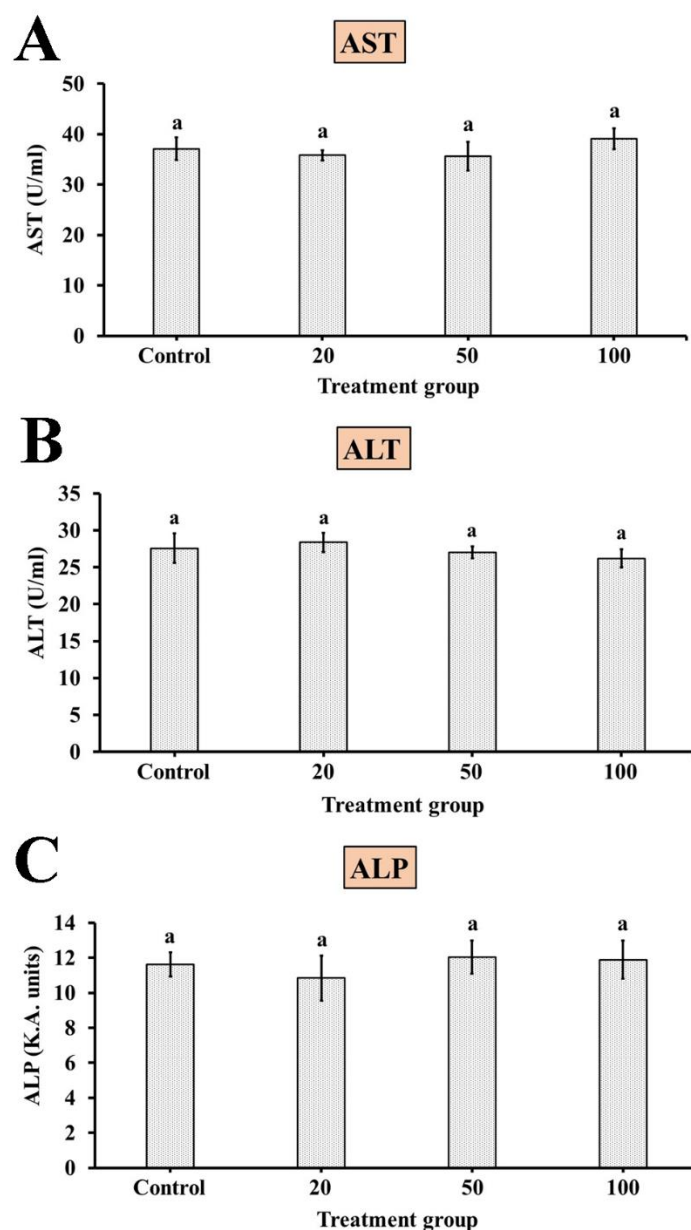 A
AST
50
40
30
20
10
0
AST (U/ml)
a a a a
Control 20 50 100
Treatment group
B
ALT
35
30
25
20
15
10
5
0
ALT (U/ml)
a a a a
Control 20 50 100
Treatment group
C
ALP
14
12
10
8
6
4
2
0
ALP (K.A. units)
a a a a
Control 20 50 100
Treatment group